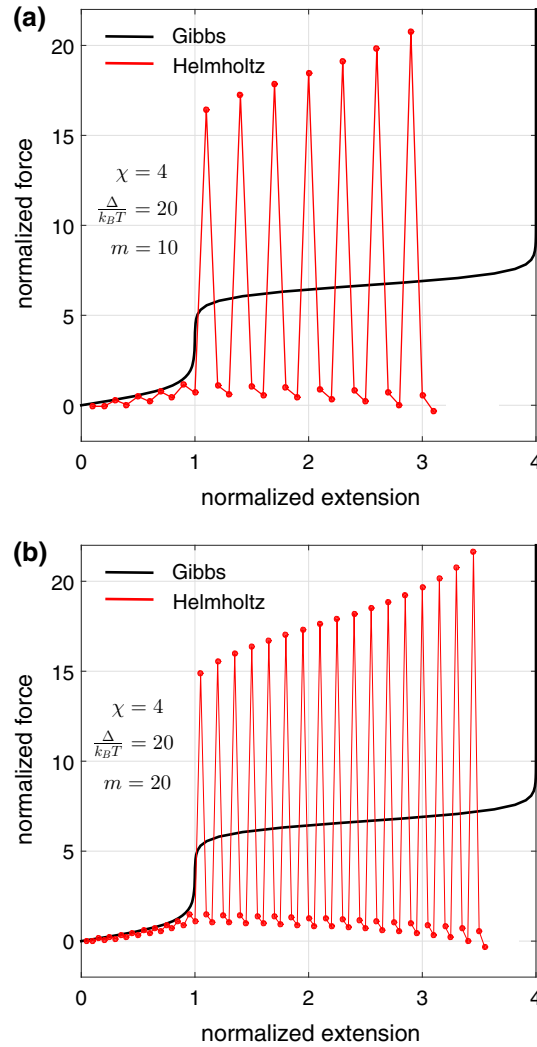 (a)
20
15
10
5
0
normalized force
Gibbs
Helmholtz
χ = 4
Δ/k_BT = 20
m = 10
0 1 2 3 4
normalized extension
(b)
20
15
10
5
0
normalized force
Gibbs
Helmholtz
χ = 4
Δ/k_BT = 20
m = 20
0 1 2 3 4
normalized extension